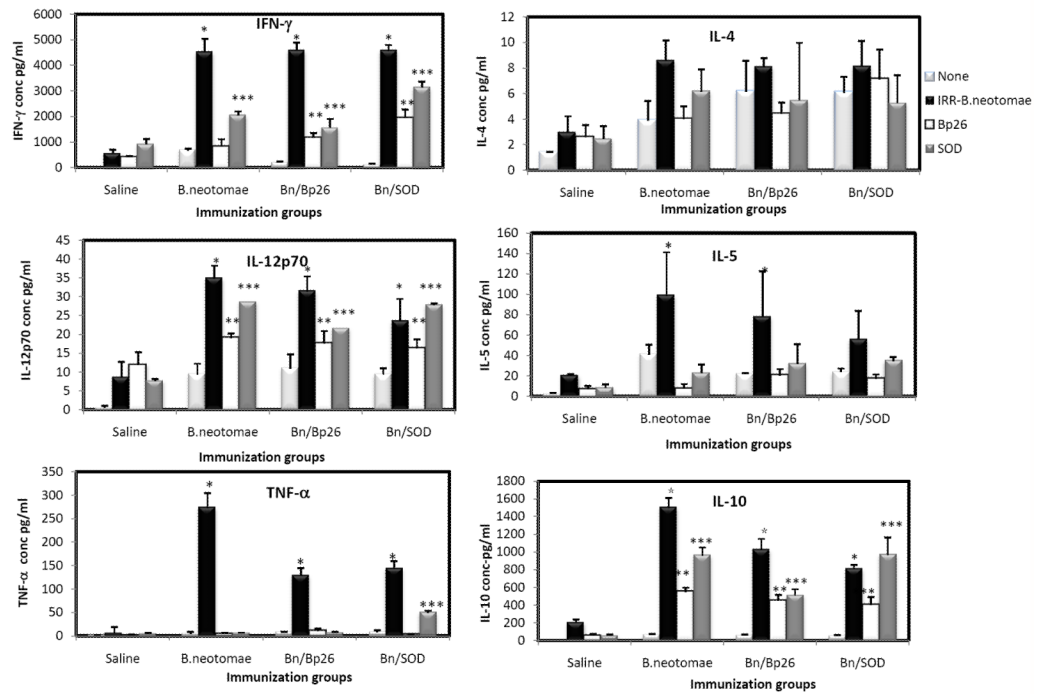 IFN-γ
IFN-γ conc pg/ml
6000
5000
4000
3000
2000
1000
0
*
***
*
**
***
*
**
***
Saline B.neotomae Bn/Bp26 Bn/SOD
Immunization groups
IL-4
IL-4 conc pg/ml
12
10
8
6
4
2
0
Saline B.neotomae Bn/Bp26 Bn/SOD
Immunization groups
None
IRR-B.neotomae
Bp26
SOD
IL-12p70
IL-12p70 conc pg/ml
45
40
35
30
25
20
15
10
5
0
*
**
***
*
**
***
*
**
***
Saline B.neotomae Bn/Bp26 Bn/SOD
Immunization groups
IL-5
IL-5 conc pg/ml
160
140
120
100
80
60
40
20
0
*
*
Saline B.neotomae Bn/Bp26 Bn/SOD
Immunization groups
TNF-α
TNF-α conc pg/ml
350
300
250
200
150
100
50
0
*
*
*
***
Saline B.neotomae Bn/Bp26 Bn/SOD
Immunization groups
IL-10
IL-10 conc-pg/ml
1800
1600
1400
1200
1000
800
600
400
200
0
*
**
***
*
**
***
*
**
***
Saline B.neotomae Bn/Bp26 Bn/SOD
Immunization groups